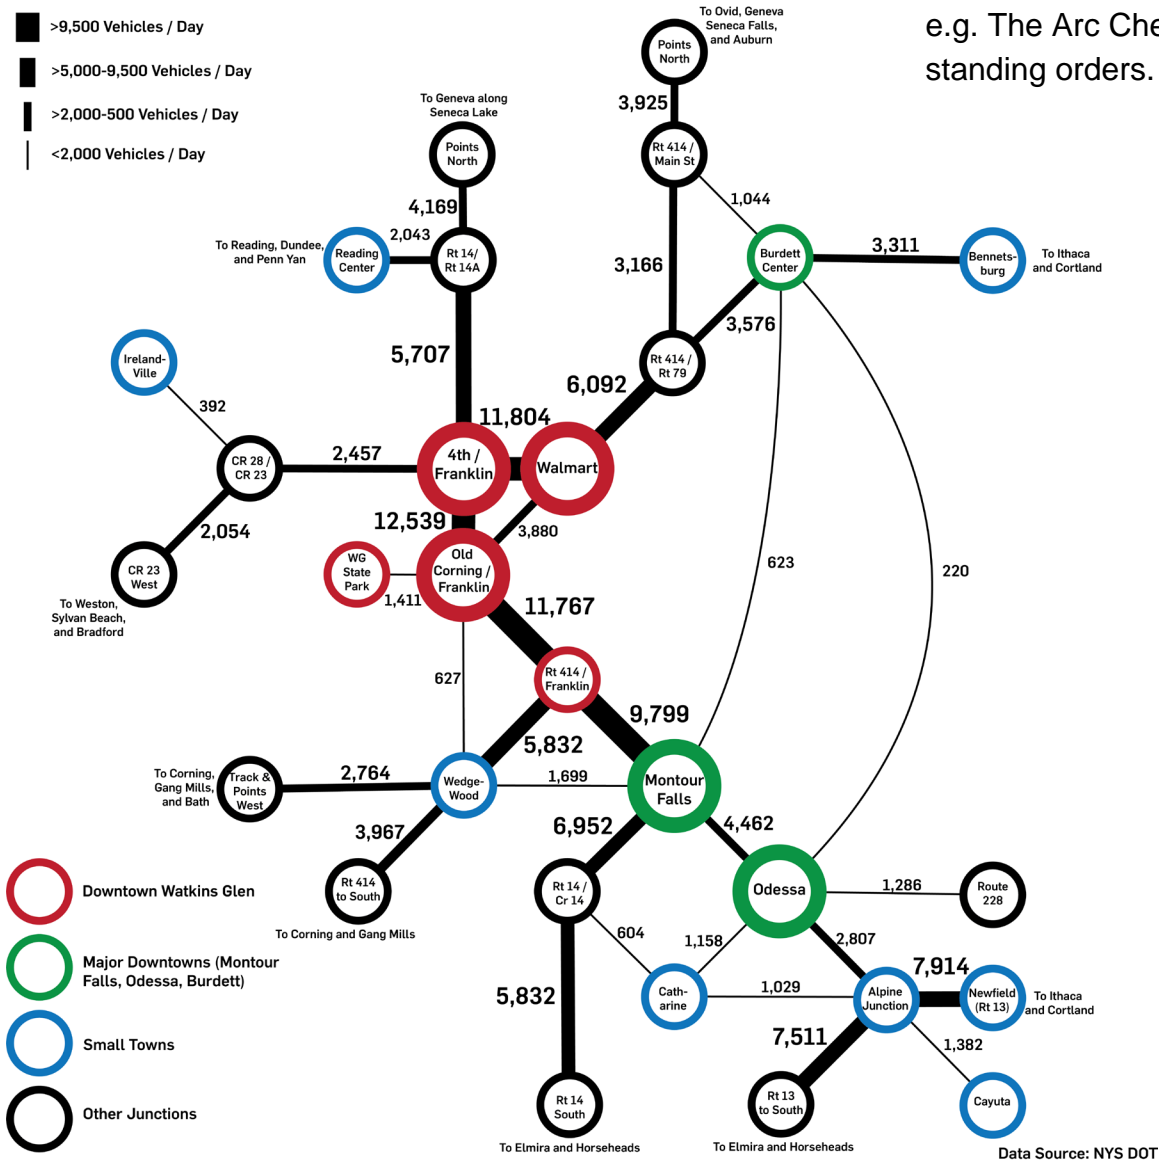 >9,500 Vehicles / Day
>5,000-9,500 Vehicles / Day
>2,000-500 Vehicles / Day
<2,000 Vehicles / Day
To Ovid, Geneva
Seneca Falls,
and Auburn
e.g. The Arc Che
standing orders.
Points
North
3,925
To Geneva along
Seneca Lake
Points
North
Rt 414 /
Main St
1,044
4,169
2,043
To Reading, Dundee,
and Penn Yan
Reading
Center
Rt 14/
Rt 14A
3,166
Burdett
Center
3,311
Bennets-
burg
To Ithaca
and Cortland
3,576
5,707
Ireland-
Ville
Rt 414 /
Rt 79
6,092
392
11,804
CR 28 /
CR 23
2,457
4th /
Franklin
Walmart
2,054
12,539
3,880
CR 23
West
To Weston,
Sylvan Beach,
and Bradford
WG
State
Park
1,411
Old
Corning /
Franklin
623
220
11,767
627
Rt 414 /
Franklin
9,799
5,832
To Corning,
Gang Mills,
and Bath
Track &
Points
West
2,764
Wedge-
Wood
1,699
Montour
Falls
3,967
6,952
4,462
Rt 414
to South
To Corning and Gang Mills
Rt 14 /
Cr 14
Odessa
1,286
Route
228
604
1,158
2,807
Cath-
arine
1,029
Alpine
Junction
7,914
Newfield
(Rt 13)
To Ithaca
and Cortland
5,832
7,511
1,382
Rt 14
South
To Elmira and Horseheads
Rt 13
to South
To Elmira and Horseheads
Cayuta
Downtown Watkins Glen
Major Downtowns (Montour
Falls, Odessa, Burdett)
Small Towns
Other Junctions
Data Source: NYS DOT